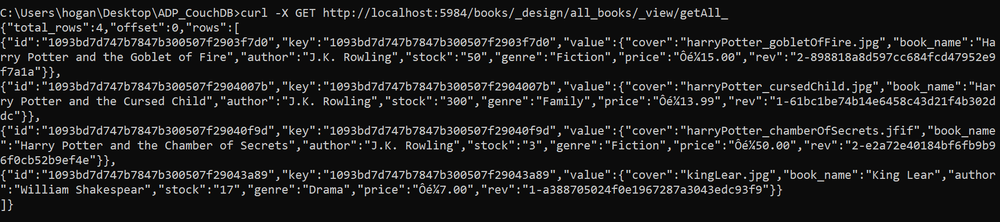 C:\Users\hogan\Desktop\ADP_CouchDB>curl -X GET http://localhost:5984/books/_design/all_books/_view/getAll_
{"total_rows":4,"offset":0,"rows":[
{"id":"1093bd7d747b7847b300507f2903f7d0","key":"1093bd7d747b7847b300507f2903f7d0","value":{"cover":"harryPotter_gobletOfFire.jpg","book_name":"Ha
rry Potter and the Goblet of Fire","author":"J.K. Rowling","stock":"50","genre":"Fiction","price":"Ôé¼15.00","rev":"2-898818a8d597cc684fcd47952e9
f7a1a"}},
{"id":"1093bd7d747b7847b300507f2904007b","key":"1093bd7d747b7847b300507f2904007b","value":{"cover":"harryPotter_cursedChild.jpg","book_name":"Har
ry Potter and the Cursed Child","author":"J.K. Rowling","stock":"300","genre":"Family","price":"Ôé¼13.99","rev":"1-61bc1be74b14e6458c43d21f4b302d
dc"}},
{"id":"1093bd7d747b7847b300507f29040f9d","key":"1093bd7d747b7847b300507f29040f9d","value":{"cover":"harryPotter_chamberOfSecrets.jfif","book_name
":"Harry Potter and the Chamber of Secrets","author":"J.K. Rowling","stock":"3","genre":"Fiction","price":"Ôé¼50.00","rev":"2-e2a72e40184bf6fb9b9
6f0cb52b9ef4e"}},
{"id":"1093bd7d747b7847b300507f29043a89","key":"1093bd7d747b7847b300507f29043a89","value":{"cover":"kingLear.jpg","book_name":"King Lear","author
":"William Shakespear","stock":"17","genre":"Drama","price":"Ôé¼7.00","rev":"1-a388705024f0e1967287a3043edc93f9"}}
]}